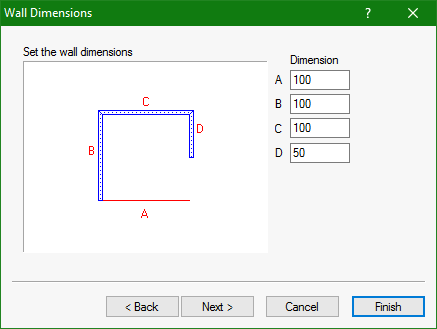 Wall Dimensions ?
Set the wall dimensions
Dimension
A 100
B 100
C 100
D 50
C
D
B
A
< Back Next > Cancel Finish